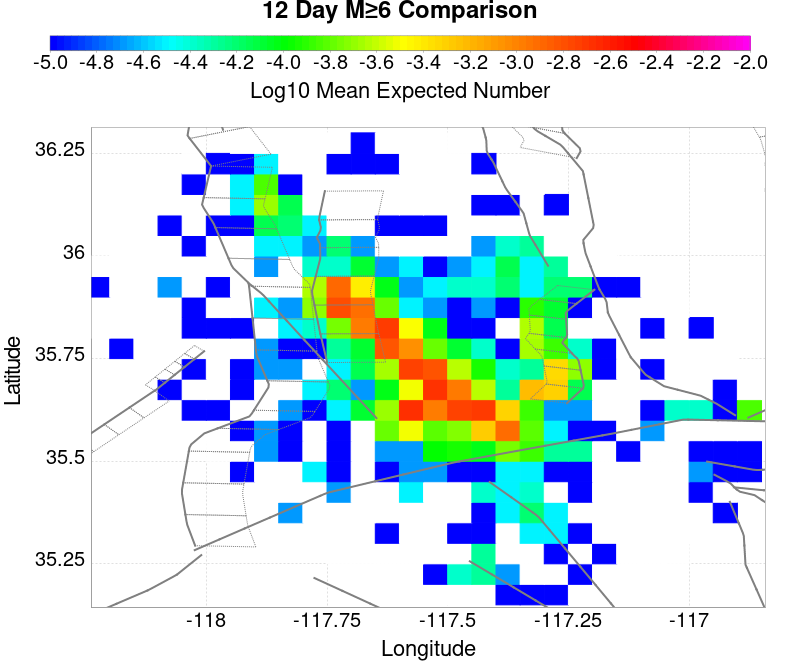 12 Day M≥6 Comparison
-5.0 -4.8 -4.6 -4.4 -4.2 -4.0 -3.8 -3.6 -3.4 -3.2 -3.0 -2.8 -2.6 -2.4 -2.2 -2.0
Log10 Mean Expected Number
36.25
36
35.75
35.5
35.25
Latitude
-118 -117.75 -117.5 -117.25 -117
Longitude